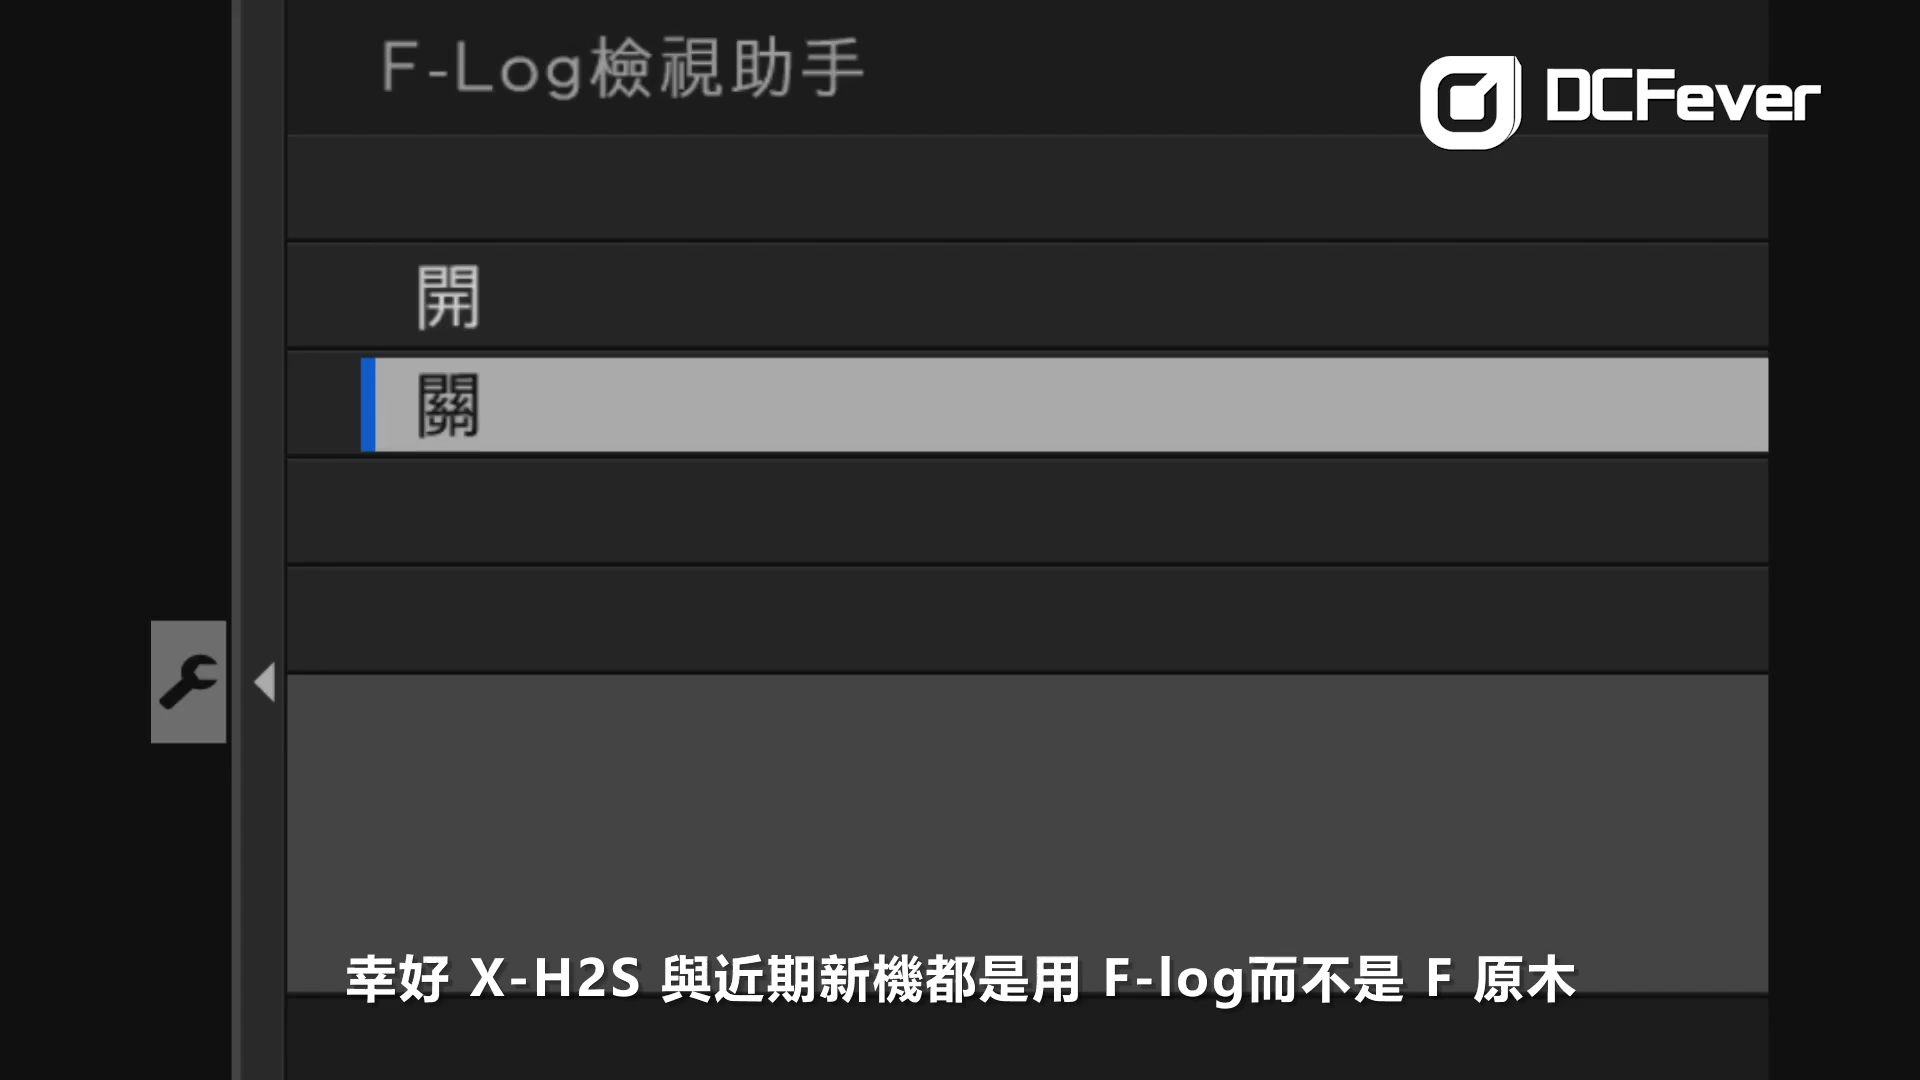 F-Log檢視助手
DCFever
開
關
幸好 X-H2S 與近期新機都是用 F-log而不是 F 原木